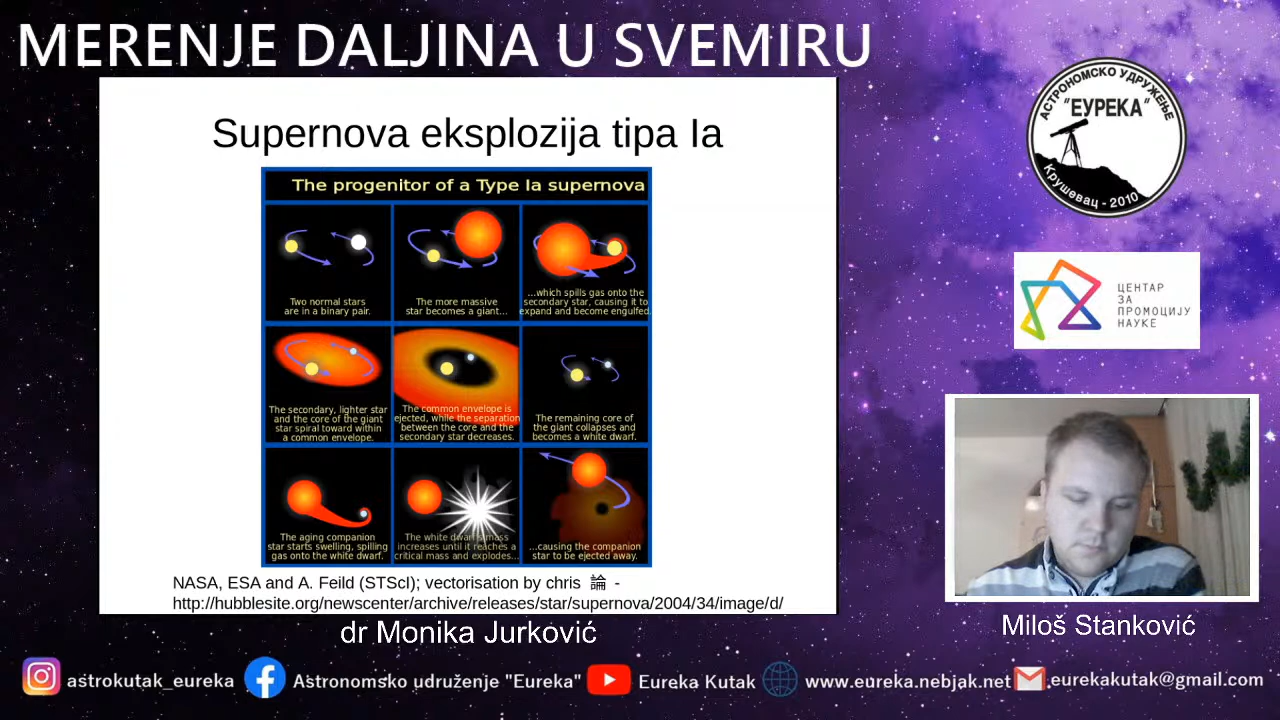 MERENJE DALJINA U SVEMIRU
Supernova eksplozija tipa Ia
The progenitor of a Type Ia supernova
Two normal stars
are in a binary pair.
The more massive
star becomes a giant...
...which spills gas onto the
secondary star, causing it to
expand and become engulfed.
The secondary, lighter star
and the core of the giant
star spiral toward within
a common envelope.
The common envelope is
ejected, while the separation
between the core and the
secondary star decreases.
The remaining core of
the giant collapses and
becomes a white dwarf.
The aging companion
star starts swelling, spilling
gas onto the white dwarf.
The white dwarf's mass
increases until it reaches a
critical mass and explodes...
...causing the companion
star to be ejected away.
NASA, ESA and A. Feild (STScI); vectorisation by chris 論 -
http://hubblesite.org/newscenter/archive/releases/star/supernova/2004/34/image/d/
dr Monika Jurković
АСТРОНОМСКО УДРУЖЕЊЕ
"ЕУРЕКА"
Крушевац - 2010
ЦЕНТАР
ЗА
ПРОМОЦИЈУ
НАУКЕ
Miloš Stanković
astrokutak_eureka
Astronomsko udruženje "Eureka"
Eureka Kutak
www.eureka.nebjak.net
eurekakutak@gmail.com